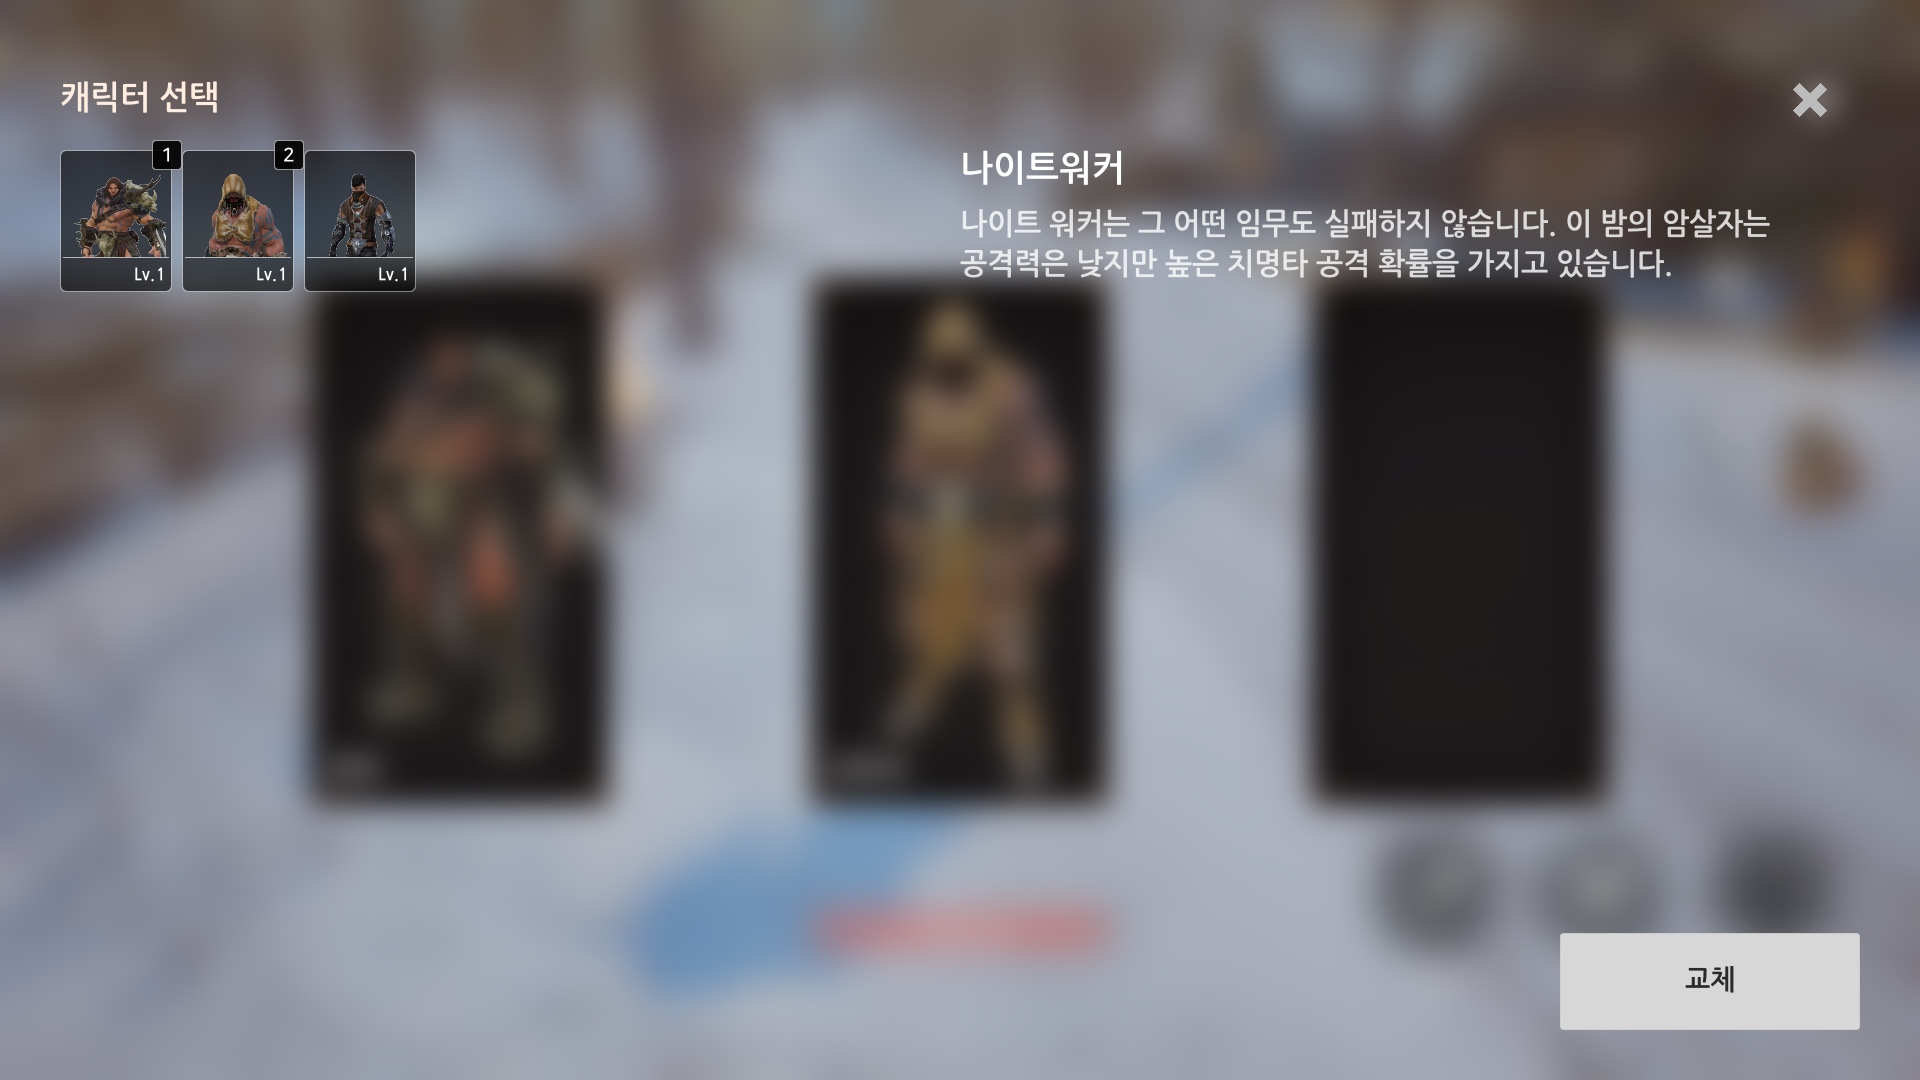 캐릭터 선택
1
2
Lv.1
Lv.1
Lv.1
나이트워커
나이트 워커는 그 어떤 임무도 실패하지 않습니다. 이 밤의 암살자는
공격력은 낮지만 높은 치명타 공격 확률을 가지고 있습니다.
교체